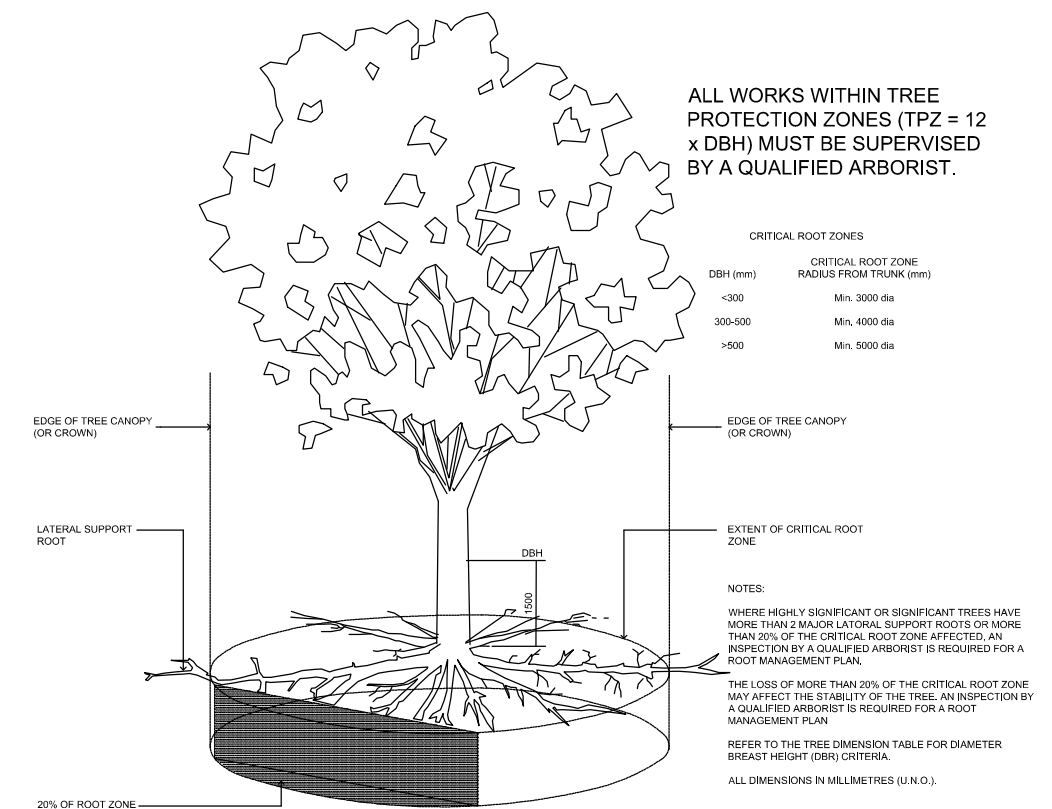 ALL WORKS WITHIN TREE
PROTECTION ZONES (TPZ = 12
x DBH) MUST BE SUPERVISED
BY A QUALIFIED ARBORIST.
CRITICAL ROOT ZONES
DBH (mm)
CRITICAL ROOT ZONE
RADIUS FROM TRUNK (mm)
<300 Min. 3000 dia
300-500 Min. 4000 dia
>500 Min. 5000 dia
EDGE OF TREE CANOPY
(OR CROWN)
EDGE OF TREE CANOPY
(OR CROWN)
LATERAL SUPPORT
ROOT
EXTENT OF CRITICAL ROOT
ZONE
DBH
1500
NOTES:
WHERE HIGHLY SIGNIFICANT OR SIGNIFICANT TREES HAVE
MORE THAN 2 MAJOR LATORAL SUPPORT ROOTS OR MORE
THAN 20% OF THE CRITICAL ROOT ZONE AFFECTED, AN
INSPECTION BY A QUALIFIED ARBORIST IS REQUIRED FOR A
ROOT MANAGEMENT PLAN.
THE LOSS OF MORE THAN 20% OF THE CRITICAL ROOT ZONE
MAY AFFECT THE STABILITY OF THE TREE. AN INSPECTION BY
A QUALIFIED ARBORIST IS REQUIRED FOR A ROOT
MANAGEMENT PLAN
REFER TO THE TREE DIMENSION TABLE FOR DIAMETER
BREAST HEIGHT (DBR) CRITERIA.
ALL DIMENSIONS IN MILLIMETRES (U.N.O.).
20% OF ROOT ZONE